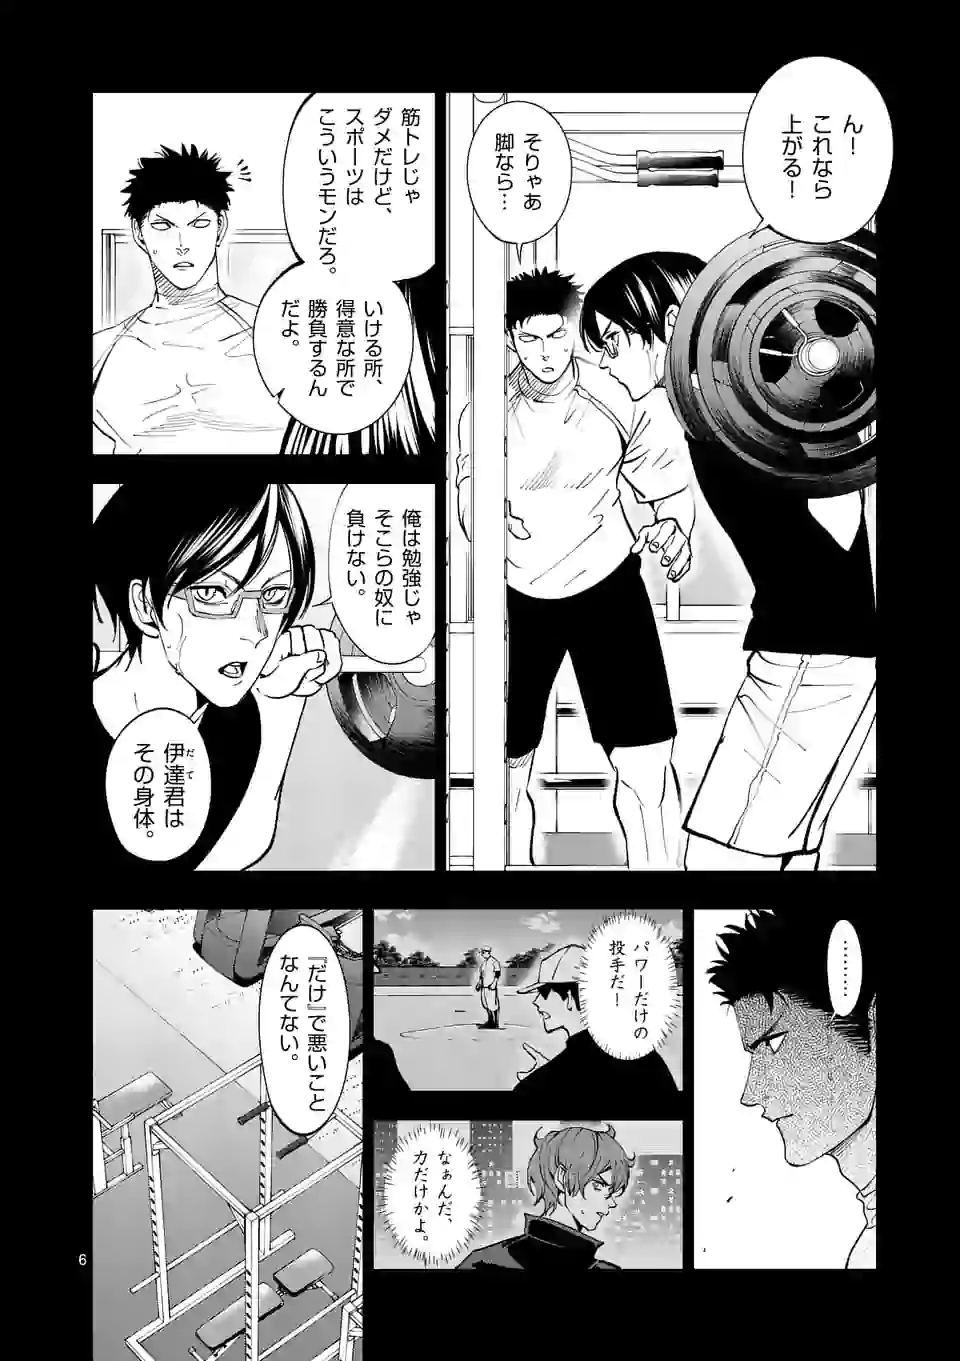 ん！
これなら
上がる！
そりゃあ
脚なら…
筋トレじゃ
ダメだけど、
スポーツは
こういうモンだろ。
いける所、
得意な所で
勝負するん
だよ。
俺は勉強じゃ
そこらの奴に
負けない。
伊達君は
だて
その身体。
………
パワーだけの
投手だ！
なぁんだ、
力だけかよ。
『だけ』で悪いこと
なんてない。
6